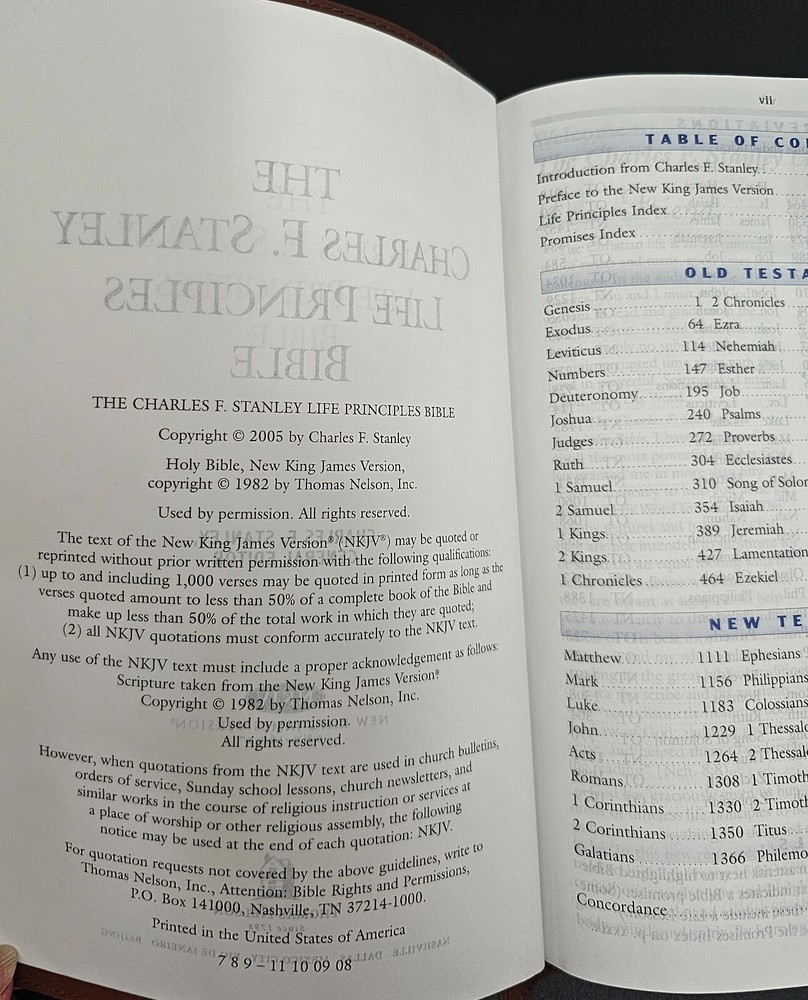 THE
CHARLES F. STANLEY
LIFE PRINCIPLES
BIBLE
THE CHARLES F. STANLEY LIFE PRINCIPLES BIBLE
Copyright © 2005 by Charles F. Stanley
Holy Bible, New King James Version,
copyright © 1982 by Thomas Nelson, Inc.
Used by permission. All rights reserved.
The text of the New King James Version® (NKJV®) may be quoted or
reprinted without prior written permission with the following qualifications:
(1) up to and including 1,000 verses may be quoted in printed form as long as the
verses quoted amount to less than 50% of a complete book of the Bible and
make up less than 50% of the total work in which they are quoted;
(2) all NKJV quotations must conform accurately to the NKJV text.
Any use of the NKJV text must include a proper acknowledgement as follows:
Scripture taken from the New King James Version®
Copyright © 1982 by Thomas Nelson, Inc.
Used by permission.
All rights reserved.
However, when quotations from the NKJV text are used in church bulletins,
orders of service, Sunday school lessons, church newsletters, and
similar works in the course of religious instruction or services at
a place of worship or other religious assembly, the following
notice may be used at the end of each quotation: NKJV.
For quotation requests not covered by the above guidelines, write to
Thomas Nelson, Inc., Attention: Bible Rights and Permissions,
P.O. Box 141000, Nashville, TN 37214-1000.
Printed in the United States of America
7 8 9 – 11 10 09 08
vii
TABLE OF CO
Introduction from Charles F. Stanley
Preface to the New King James Version
Life Principles Index
Promises Index
OLD TESTA
Genesis 1 2 Chronicles
Exodus 64 Ezra
Leviticus 114 Nehemiah
Numbers 147 Esther
Deuteronomy 195 Job
Joshua 240 Psalms
Judges 272 Proverbs
Ruth 304 Ecclesiastes
1 Samuel 310 Song of Solo
2 Samuel 354 Isaiah
1 Kings 389 Jeremiah
2 Kings 427 Lamentation
1 Chronicles 464 Ezekiel
NEW TE
Matthew 1111 Ephesians
Mark 1156 Philippians
Luke 1183 Colossians
John 1229 1 Thessal
Acts 1264 2 Thessal
Romans 1308 1 Timoth
1 Corinthians 1330 2 Timoth
2 Corinthians 1350 Titus
Galatians 1366 Philemo
Concordance